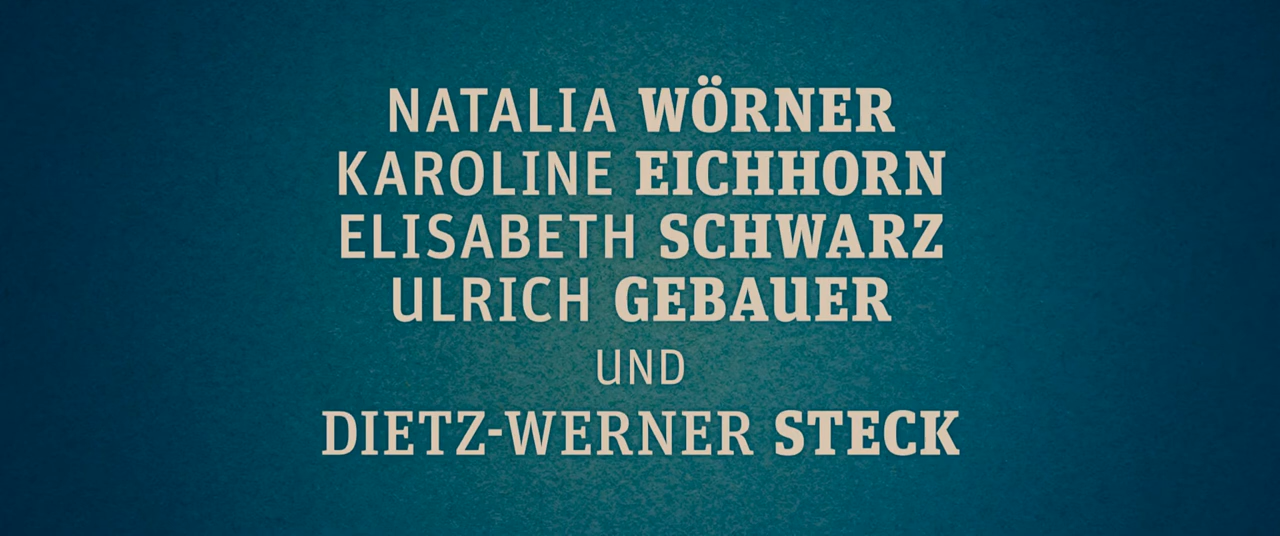 NATALIA WÖRNER
KAROLINE EICHHORN
ELISABETH SCHWARZ
ULRICH GEBAUER
UND
DIETZ-WERNER STECK